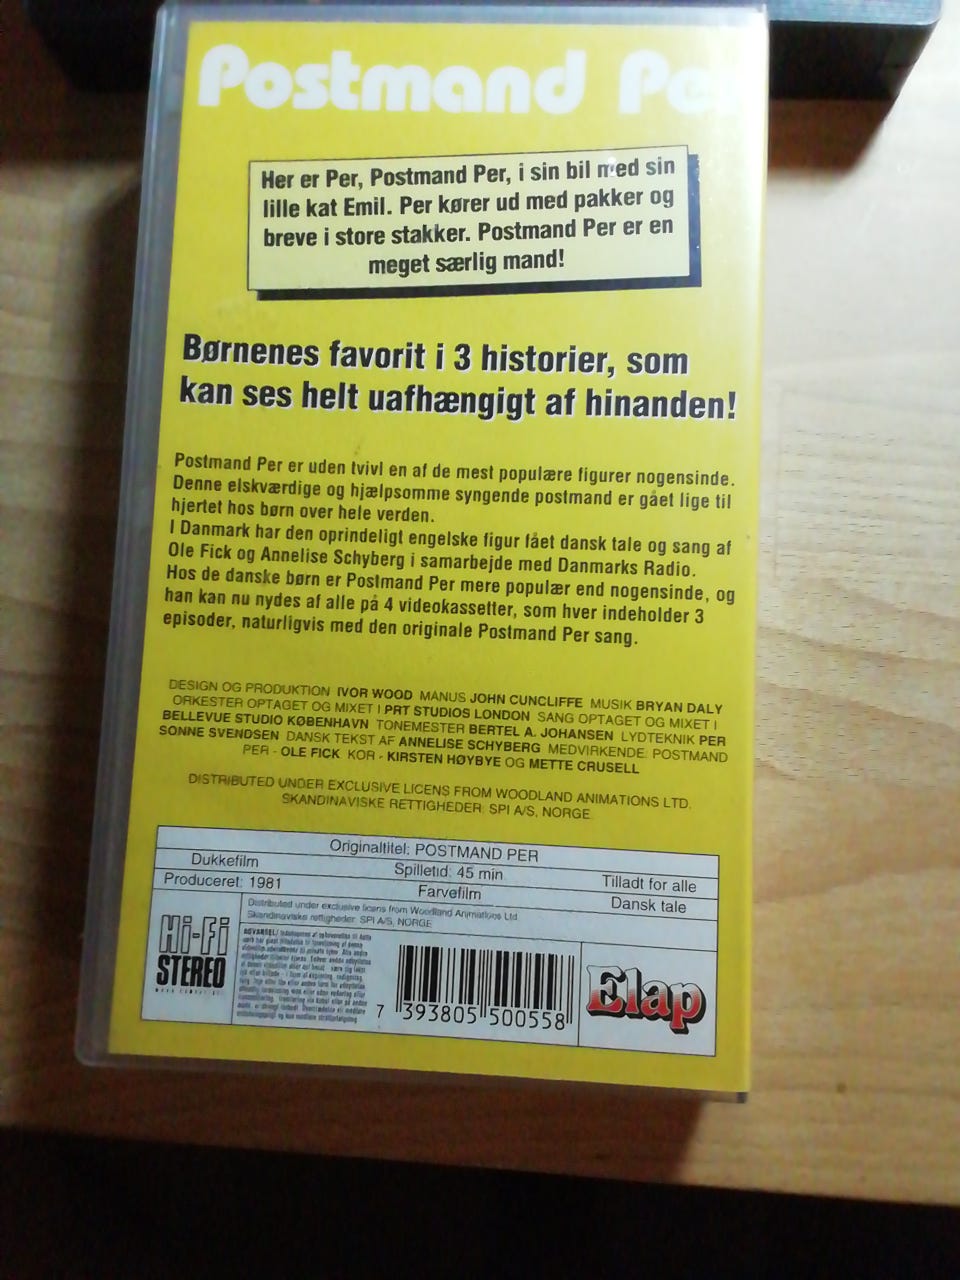 Postmand Per
Her er Per, Postmand Per, i sin bil med sin
lille kat Emil. Per kører ud med pakker og
breve i store stakker. Postmand Per er en
meget særlig mand!
Børnenes favorit i 3 historier, som
kan ses helt uafhængigt af hinanden!
Postmand Per er uden tvivl en af de mest populære figurer nogensinde.
Denne elskværdige og hjælpsomme syngende postmand er gået lige til
hjertet hos børn over hele verden.
I Danmark har den oprindeligt engelske figur fået dansk tale og sang af
Ole Fick og Annelise Schyberg i samarbejde med Danmarks Radio.
Hos de danske børn er Postmand Per mere populær end nogensinde, og
han kan nu nydes af alle på 4 videokassetter, som hver indeholder 3
episoder, naturligvis med den originale Postmand Per sang.
DESIGN OG PRODUKTION IVOR WOOD MANUS JOHN CUNCLIFFE MUSIK BRYAN DALY
ORKESTER OPTAGET OG MIXET I PRT STUDIOS LONDON SANG OPTAGET OG MIXET I
BELLEVUE STUDIO KØBENHAVN TONEMESTER BERTEL A. JOHANSEN LYDTEKNIK PER
SONNE SVENDSEN DANSK TEKST AF ANNELISE SCHYBERG MEDVIRKENDE: POSTMAND
PER - OLE FICK KOR - KIRSTEN HØYBYE OG METTE CRUSELL
DISTRIBUTED UNDER EXCLUSIVE LICENS FROM WOODLAND ANIMATIONS LTD.
SKANDINAVISKE RETTIGHEDER: SPI A/S, NORGE
Originaltitel: POSTMAND PER
Dukkefilm Spilletid: 45 min Tilladt for alle
Produceret: 1981 Farvefilm Dansk tale
Distributed under exclusive licens from Woodland Animations Ltd
Skandinaviske rettigheder: SPI A/S, NORGE
Hi-Fi
STEREO
ADVARSEL!
7 393805 500558
Elap